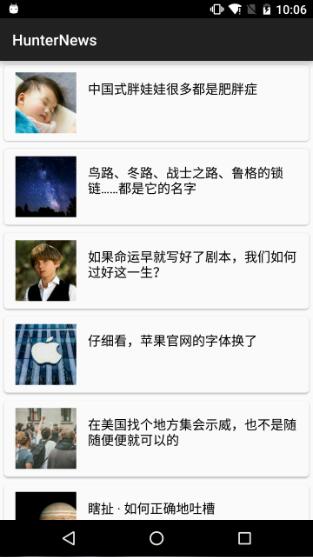 10:06
HunterNews
中国式胖娃娃很多都是肥胖症
鸟路、冬路、战士之路、鲁格的锁
链......都是它的名字
如果命运早就写好了剧本，我们如何
过好这一生？
仔细看，苹果官网的字体换了
在美国找个地方集会示威，也不是随
随便便就可以的
瞎扯 · 如何正确地吐槽